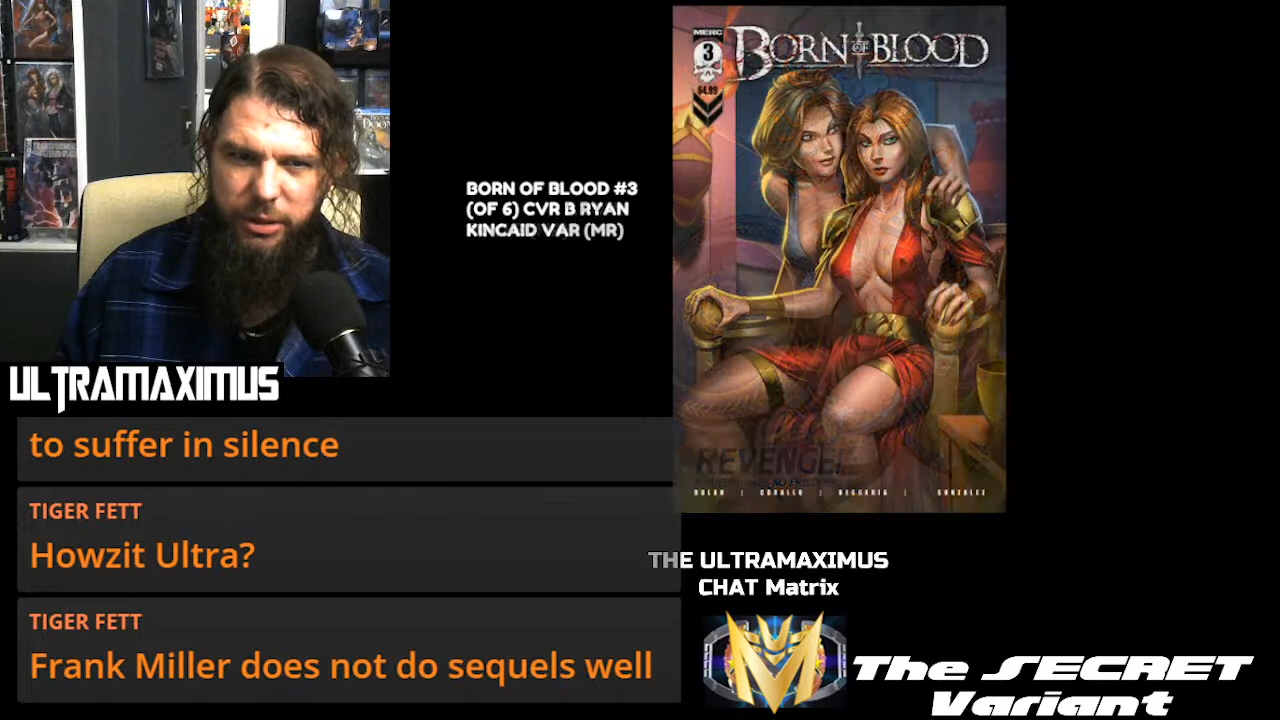 MERC
3
$4.99
BORN OF BLOOD
BORN OF BLOOD #3
(OF 6) CVR B RYAN
KINCAID VAR (MR)
ULTRAMAXIMUS
to suffer in silence
TIGER FETT
Howzit Ultra?
TIGER FETT
Frank Miller does not do sequels well
REVENGE!
GONZALEZ
THE ULTRAMAXIMUS
CHAT Matrix
The SECRET
Variant